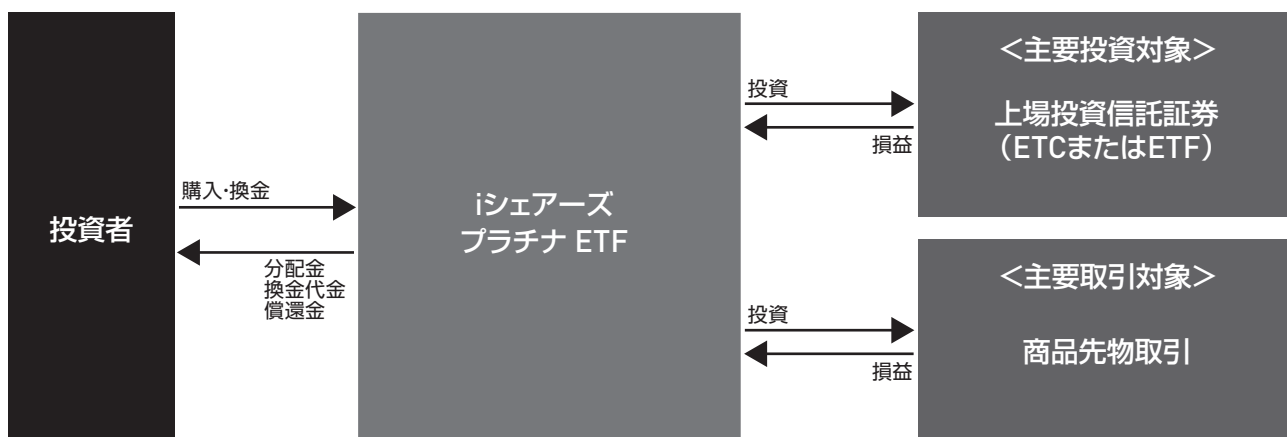 投資者
購入・換金
分配金
換金代金
償還金
iシェアーズ
プラチナ ETF
投資
損益
＜主要投資対象＞
上場投資信託証券
（ETCまたはETF）
投資
損益
＜主要取引対象＞
商品先物取引